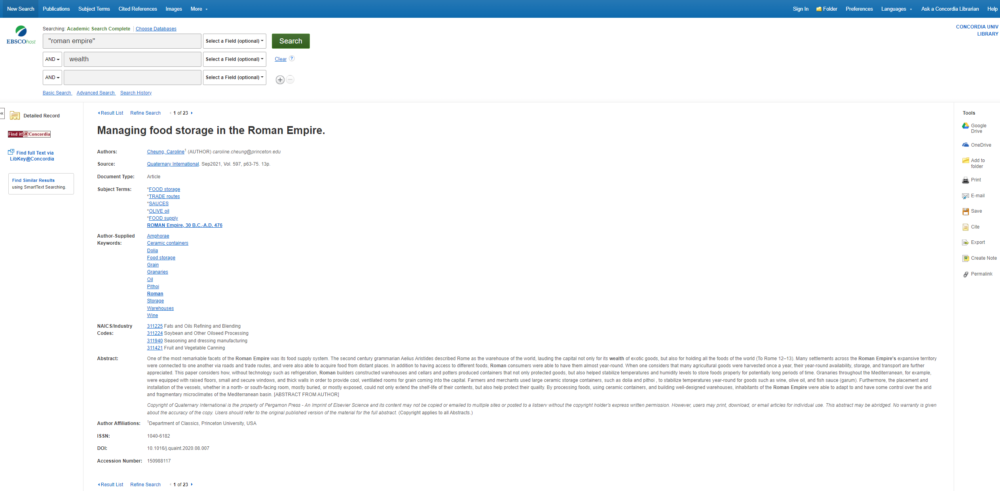 New Search Publications Subject Terms Cited References Images More Sign In Folder Preferences Languages Ask a Concordia Librarian Help
EBSCOhost
Searching: Academic Search Complete Choose Databases
"roman empire" Select a Field (optional) Search
AND wealth Select a Field (optional) Clear ?
AND Select a Field (optional)
Basic Search Advanced Search Search History
CONCORDIA UNIV
LIBRARY
«
Detailed Record
Find it!@Concordia
Find full Text via
LibKey@Concordia
Find Similar Results
using SmartText Searching.
Result List Refine Search 1 of 23
Managing food storage in the Roman Empire.
Authors: Cheung, Caroline1 (AUTHOR) caroline.cheung@princeton.edu
Source: Quaternary International. Sep2021, Vol. 597, p63-75. 13p.
Document Type: Article
Subject Terms: *FOOD storage
*TRADE routes
*SAUCES
*OLIVE oil
*FOOD supply
ROMAN Empire, 30 B.C.-A.D. 476
Author-Supplied Amphorae
Keywords: Ceramic containers
Dolia
Food storage
Grain
Granaries
Oil
Pithoi
Roman
Storage
Warehouses
Wine
NAICS/Industry 311225 Fats and Oils Refining and Blending
Codes: 311224 Soybean and Other Oilseed Processing
311940 Seasoning and dressing manufacturing
311421 Fruit and Vegetable Canning
Abstract: One of the most remarkable facets of the Roman Empire was its food supply system. The second century grammarian Aelius Aristides described Rome as the warehouse of the world, lauding the capital not only for its wealth of exotic goods, but also for holding all the foods of the world (To Rome 12–13). Many settlements across the Roman Empire's expansive territory
were connected to one another via roads and trade routes, and were also able to acquire food from distant places. In addition to having access to different foods, Roman consumers were able to have them almost year-round. When one considers that many agricultural goods were harvested once a year, their year-round availability, storage, and transport are further
appreciated. This paper considers how, without technology such as refrigeration, Roman builders constructed warehouses and cellars and potters produced containers that not only protected goods, but also helped stabilize temperatures and humidity levels to store foods properly for potentially long periods of time. Granaries throughout the Mediterranean, for example,
were equipped with raised floors, small and secure windows, and thick walls in order to provide cool, ventilated rooms for grain coming into the capital. Farmers and merchants used large ceramic storage containers, such as dolia and pithoi , to stabilize temperatures year-round for goods such as wine, olive oil, and fish sauce (garum). Furthermore, the placement and
installation of the vessels, whether in a north- or south-facing room, mostly buried, or mostly exposed, could not only extend the shelf-life of their contents, but also help protect their quality. By processing foods, using ceramic containers, and building well-designed warehouses, inhabitants of the Roman Empire were able to adapt to and have some control over the arid
and fragmentary microclimates of the Mediterranean basin. [ABSTRACT FROM AUTHOR]
Copyright of Quaternary International is the property of Pergamon Press - An Imprint of Elsevier Science and its content may not be copied or emailed to multiple sites or posted to a listserv without the copyright holder's express written permission. However, users may print, download, or email articles for individual use. This abstract may be abridged. No warranty is given
about the accuracy of the copy. Users should refer to the original published version of the material for the full abstract. (Copyright applies to all Abstracts.)
Author Affiliations: 1Department of Classics, Princeton University, USA
ISSN: 1040-6182
DOI: 10.1016/j.quaint.2020.08.007
Accession Number: 150988117
Result List Refine Search 1 of 23
Tools
Google
Drive
OneDrive
Add to
folder
Print
E-mail
Save
Cite
Export
Create Note
Permalink